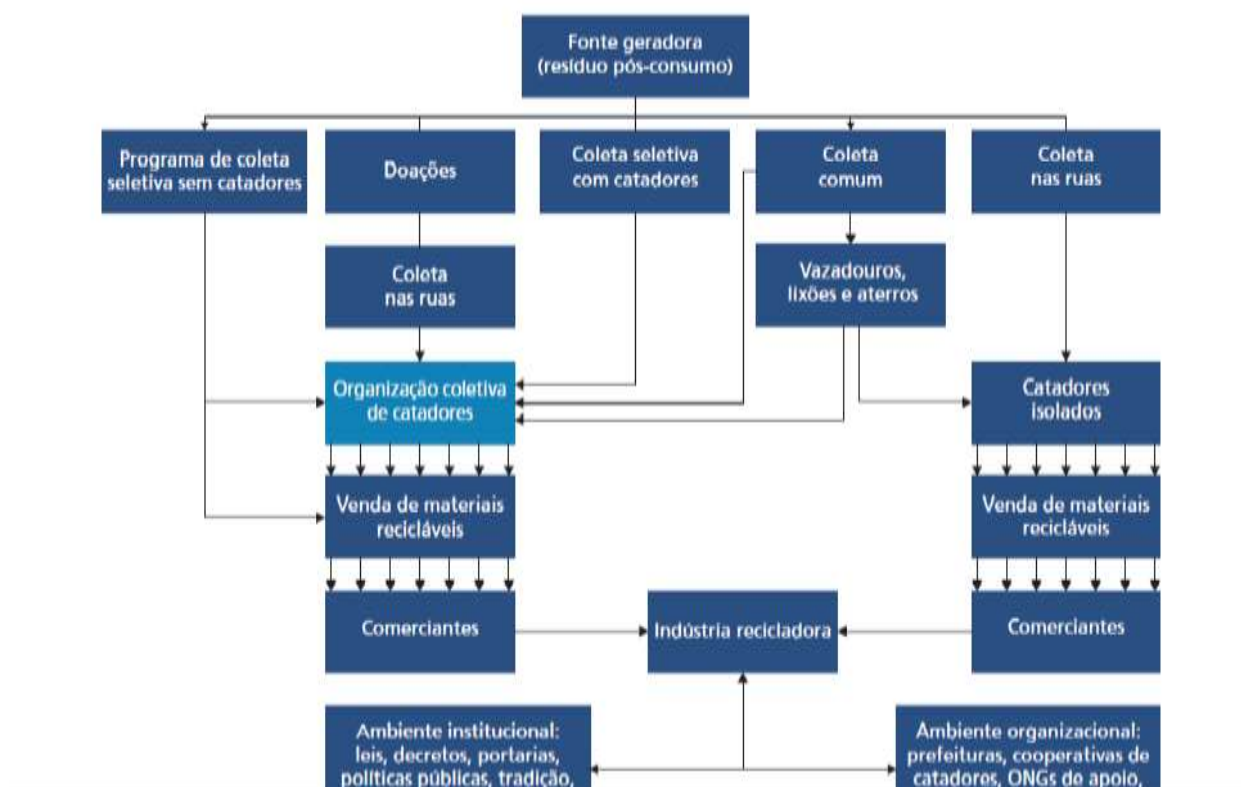 Fonte geradora
(resíduo pós-consumo)
Programa de coleta
seletiva sem catadores
Doações
Coleta seletiva
com catadores
Coleta
comum
Coleta
nas ruas
Coleta
nas ruas
Vazadouros,
lixões e aterros
Organização coletiva
de catadores
Catadores
isolados
Venda de materiais
recicláveis
Venda de materiais
recicláveis
Comerciantes
Indústria recicladora
Comerciantes
Ambiente institucional:
leis, decretos, portarias,
políticas públicas, tradição,
Ambiente organizacional:
prefeituras, cooperativas de
catadores, ONGs de apoio,